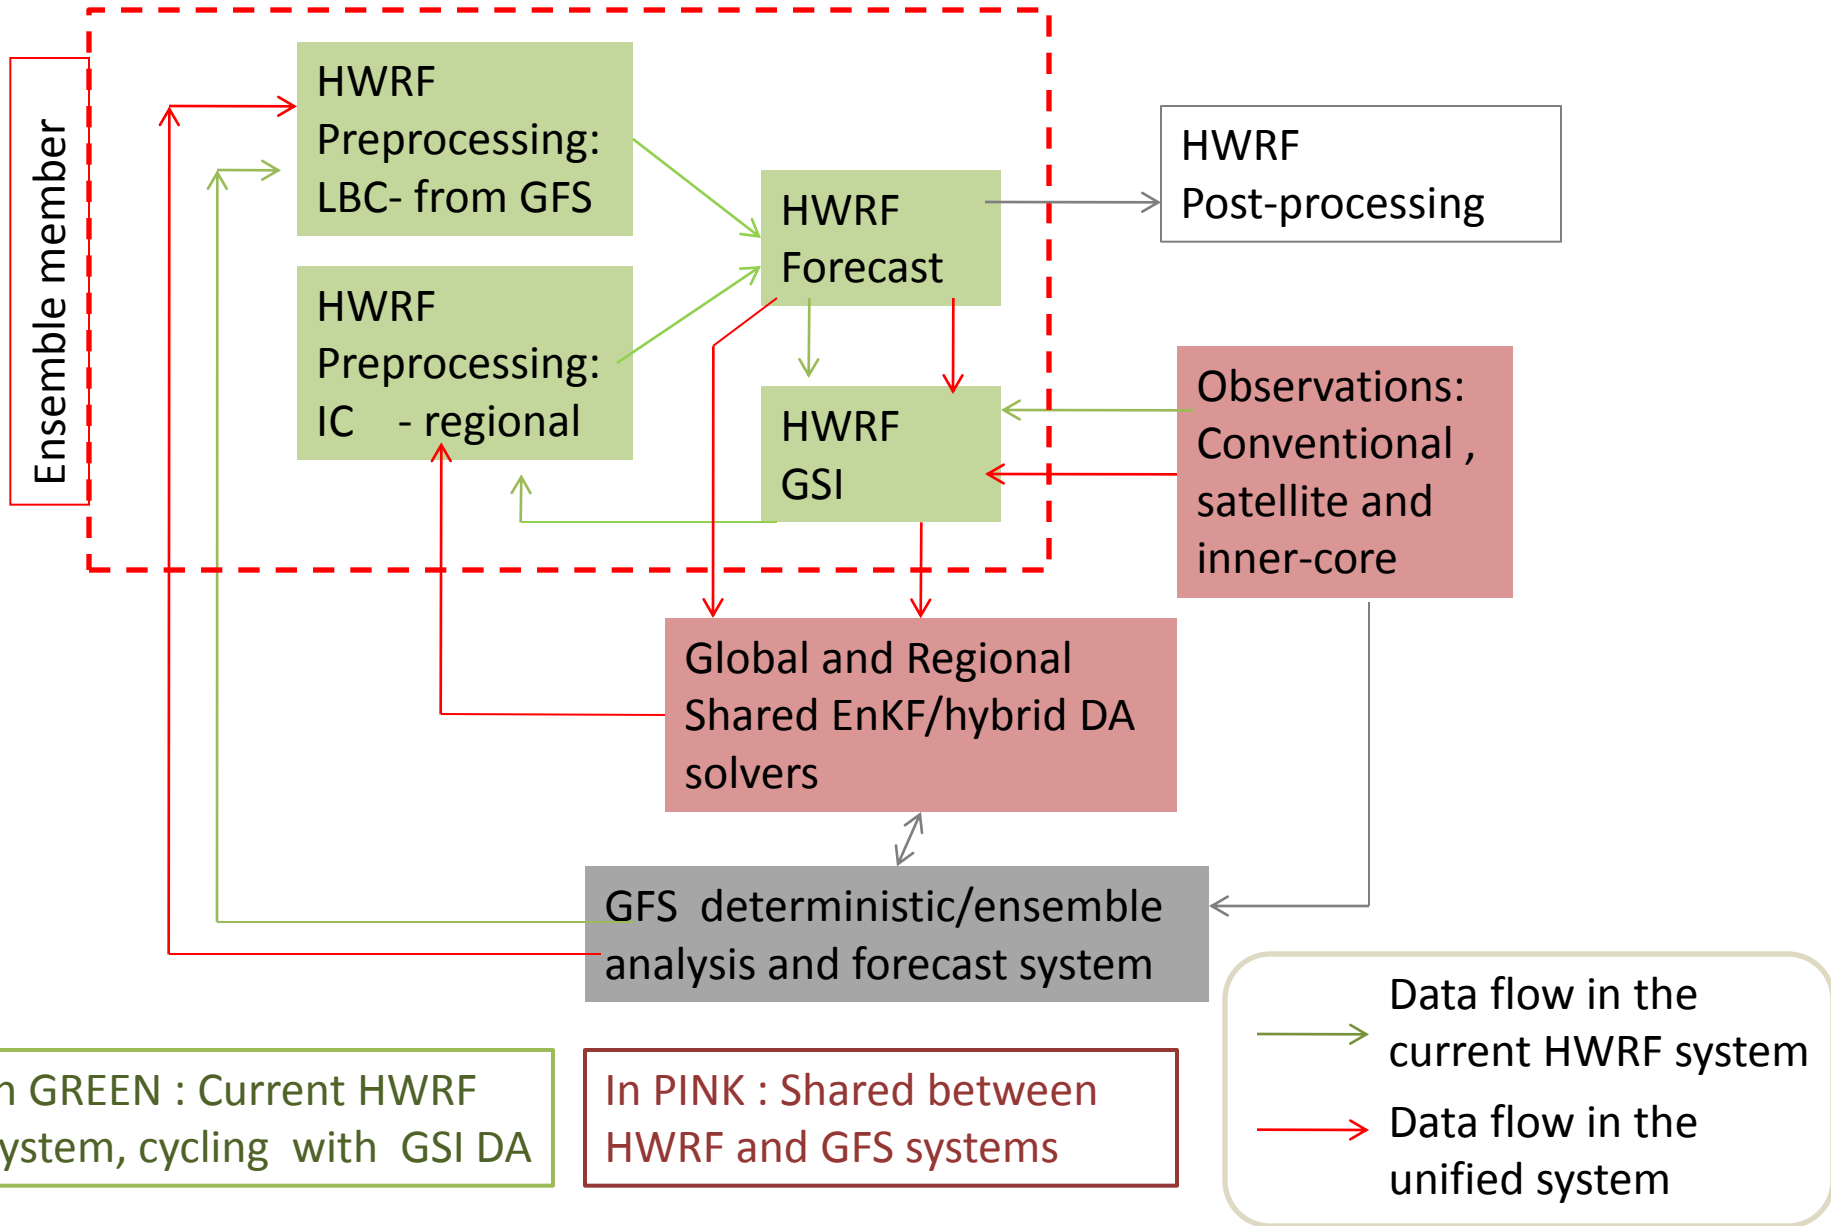 Ensemble member
HWRF
Preprocessing:
LBC- from GFS
HWRF
Preprocessing:
IC - regional
HWRF
Forecast
HWRF
GSI
HWRF
Post-processing
Observations:
Conventional ,
satellite and
inner-core
Global and Regional
Shared EnKF/hybrid DA
solvers
GFS deterministic/ensemble
analysis and forecast system
n GREEN : Current HWRF
ystem, cycling with GSI DA
In PINK : Shared between
HWRF and GFS systems
Data flow in the
current HWRF system
Data flow in the
unified system